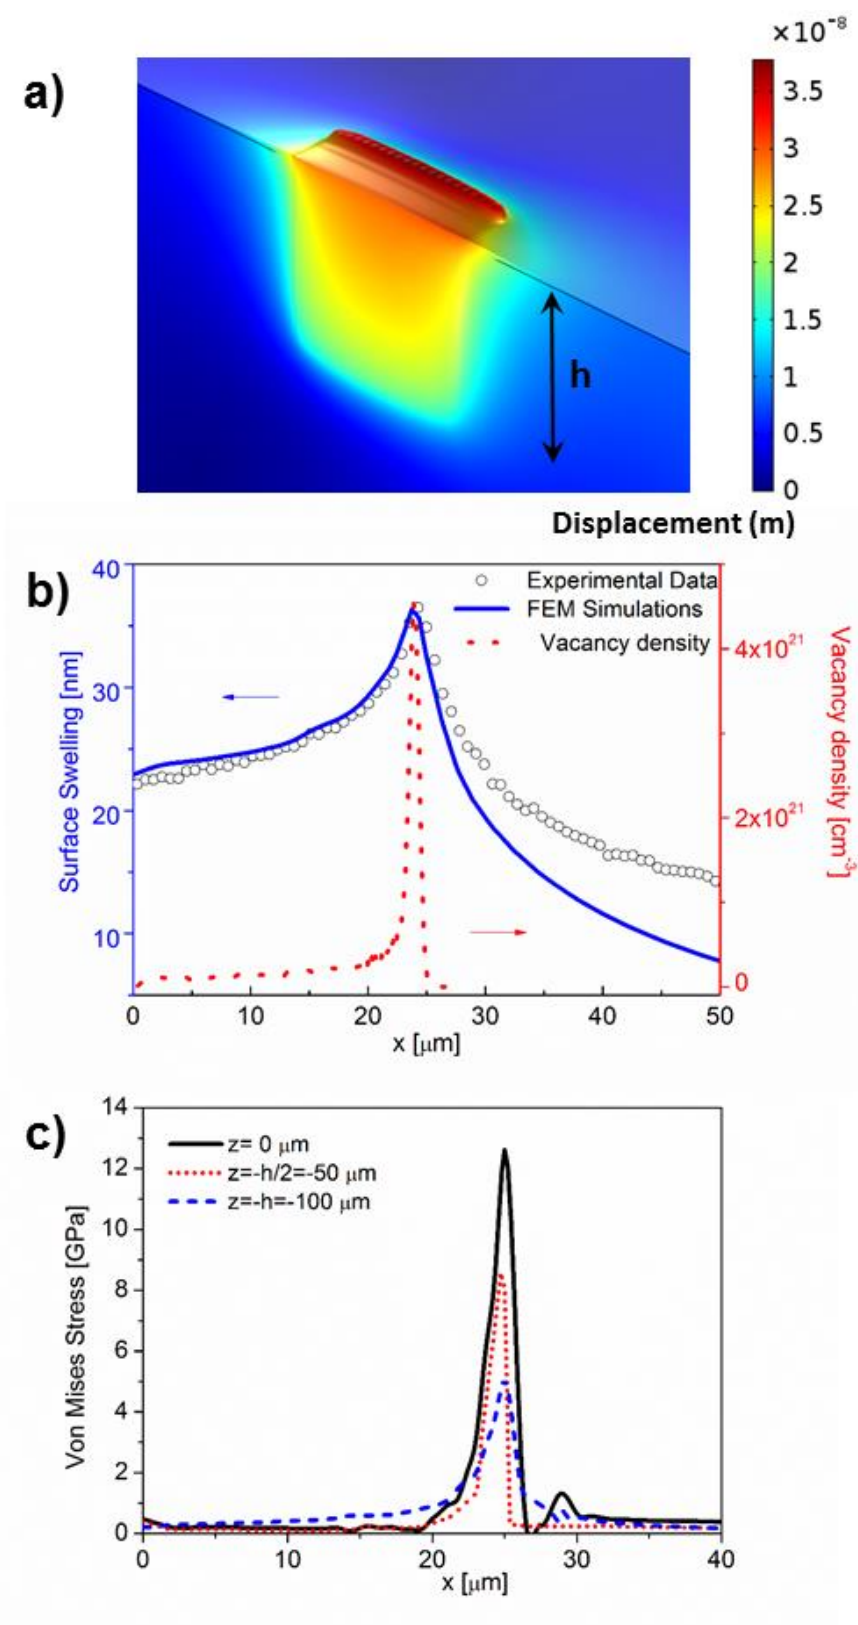 ×10⁻⁸
a)
3.5
3
2.5
2
1.5
1
0.5
0
h
Displacement (m)
b)
Experimental Data
FEM Simulations
Vacancy density
40
30
20
10
Surface Swelling [nm]
4x10²¹
2x10²¹
0
Vacancy density [cm⁻³]
0 10 20 30 40 50
x [μm]
c)
z= 0 μm
z=-h/2=-50 μm
z=-h=-100 μm
14
12
10
8
6
4
2
0
Von Mises Stress [GPa]
0 10 20 30 40
x [μm]